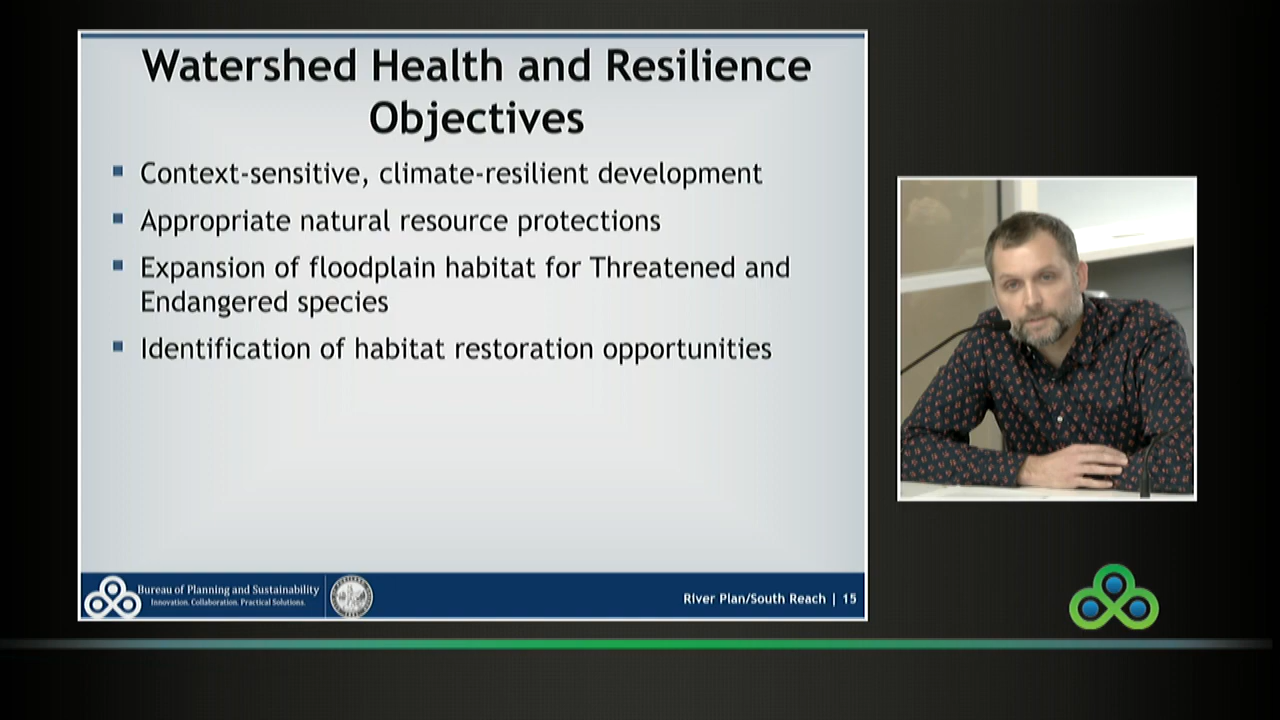 Watershed Health and Resilience
Objectives
Context-sensitive, climate-resilient development
Appropriate natural resource protections
Expansion of floodplain habitat for Threatened and
Endangered species
Identification of habitat restoration opportunities
Bureau of Planning and Sustainability
Innovation. Collaboration. Practical Solutions.
River Plan/South Reach | 15